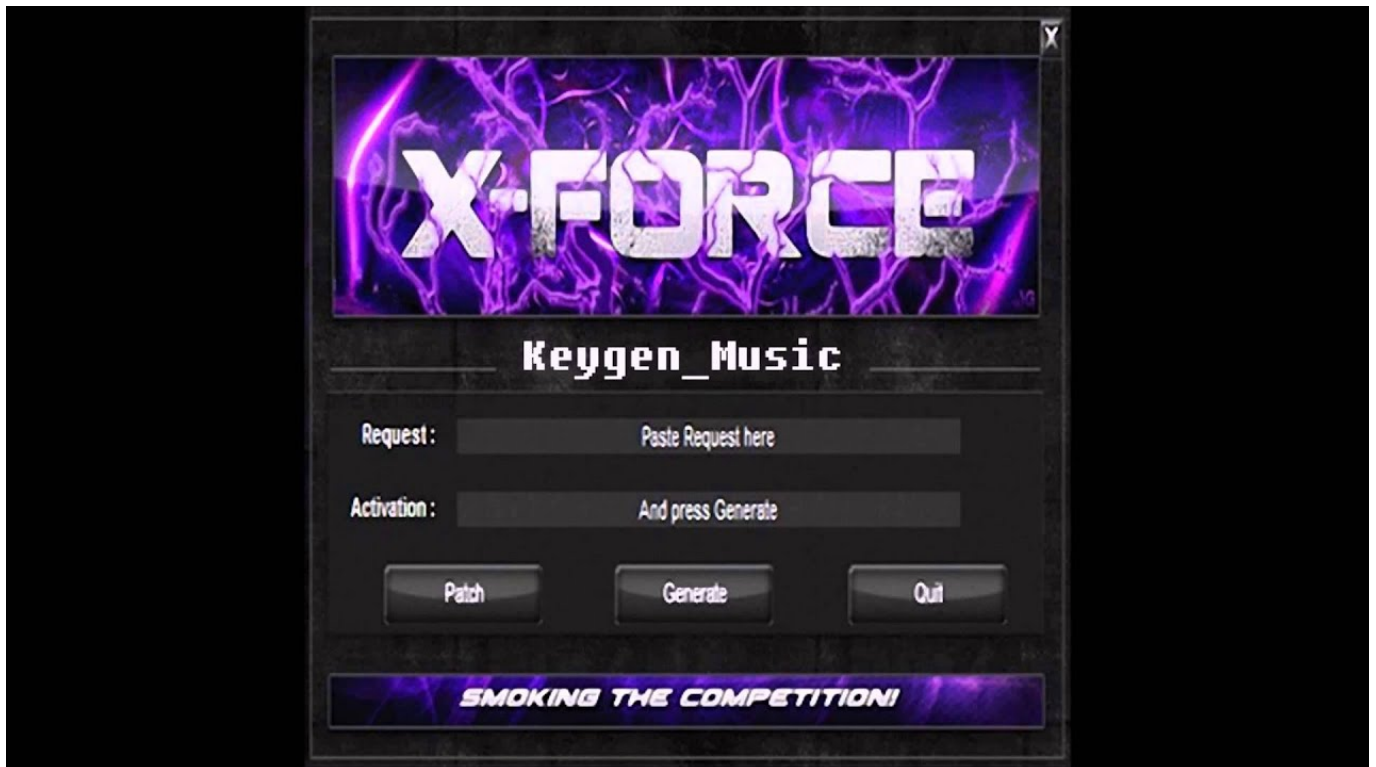 X
X-FORCE
Keygen_Music
Request :
Paste Request here
Activation :
And press Generate
Patch
Generate
Quit
SMOKING THE COMPETITION!